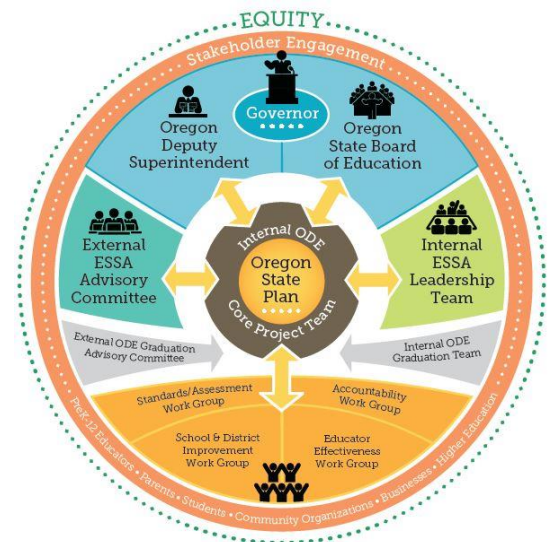 EQUITY
Stakeholder Engagement
Governor
Oregon
Deputy
Superintendent
Oregon
State Board
of Education
External
ESSA
Advisory
Committee
Internal ODE
Oregon
State
Plan
Core Project Team
Internal
ESSA
Leadership
Team
External ODE Graduation
Advisory Committee
Internal ODE
Graduation Team
Standards/Assessment
Work Group
Accountability
Work Group
School & District
Improvement
Work Group
Educator
Effectiveness
Work Group
PreK-12 Educators • Parents • Students • Community Organizations • Businesses • Higher Education